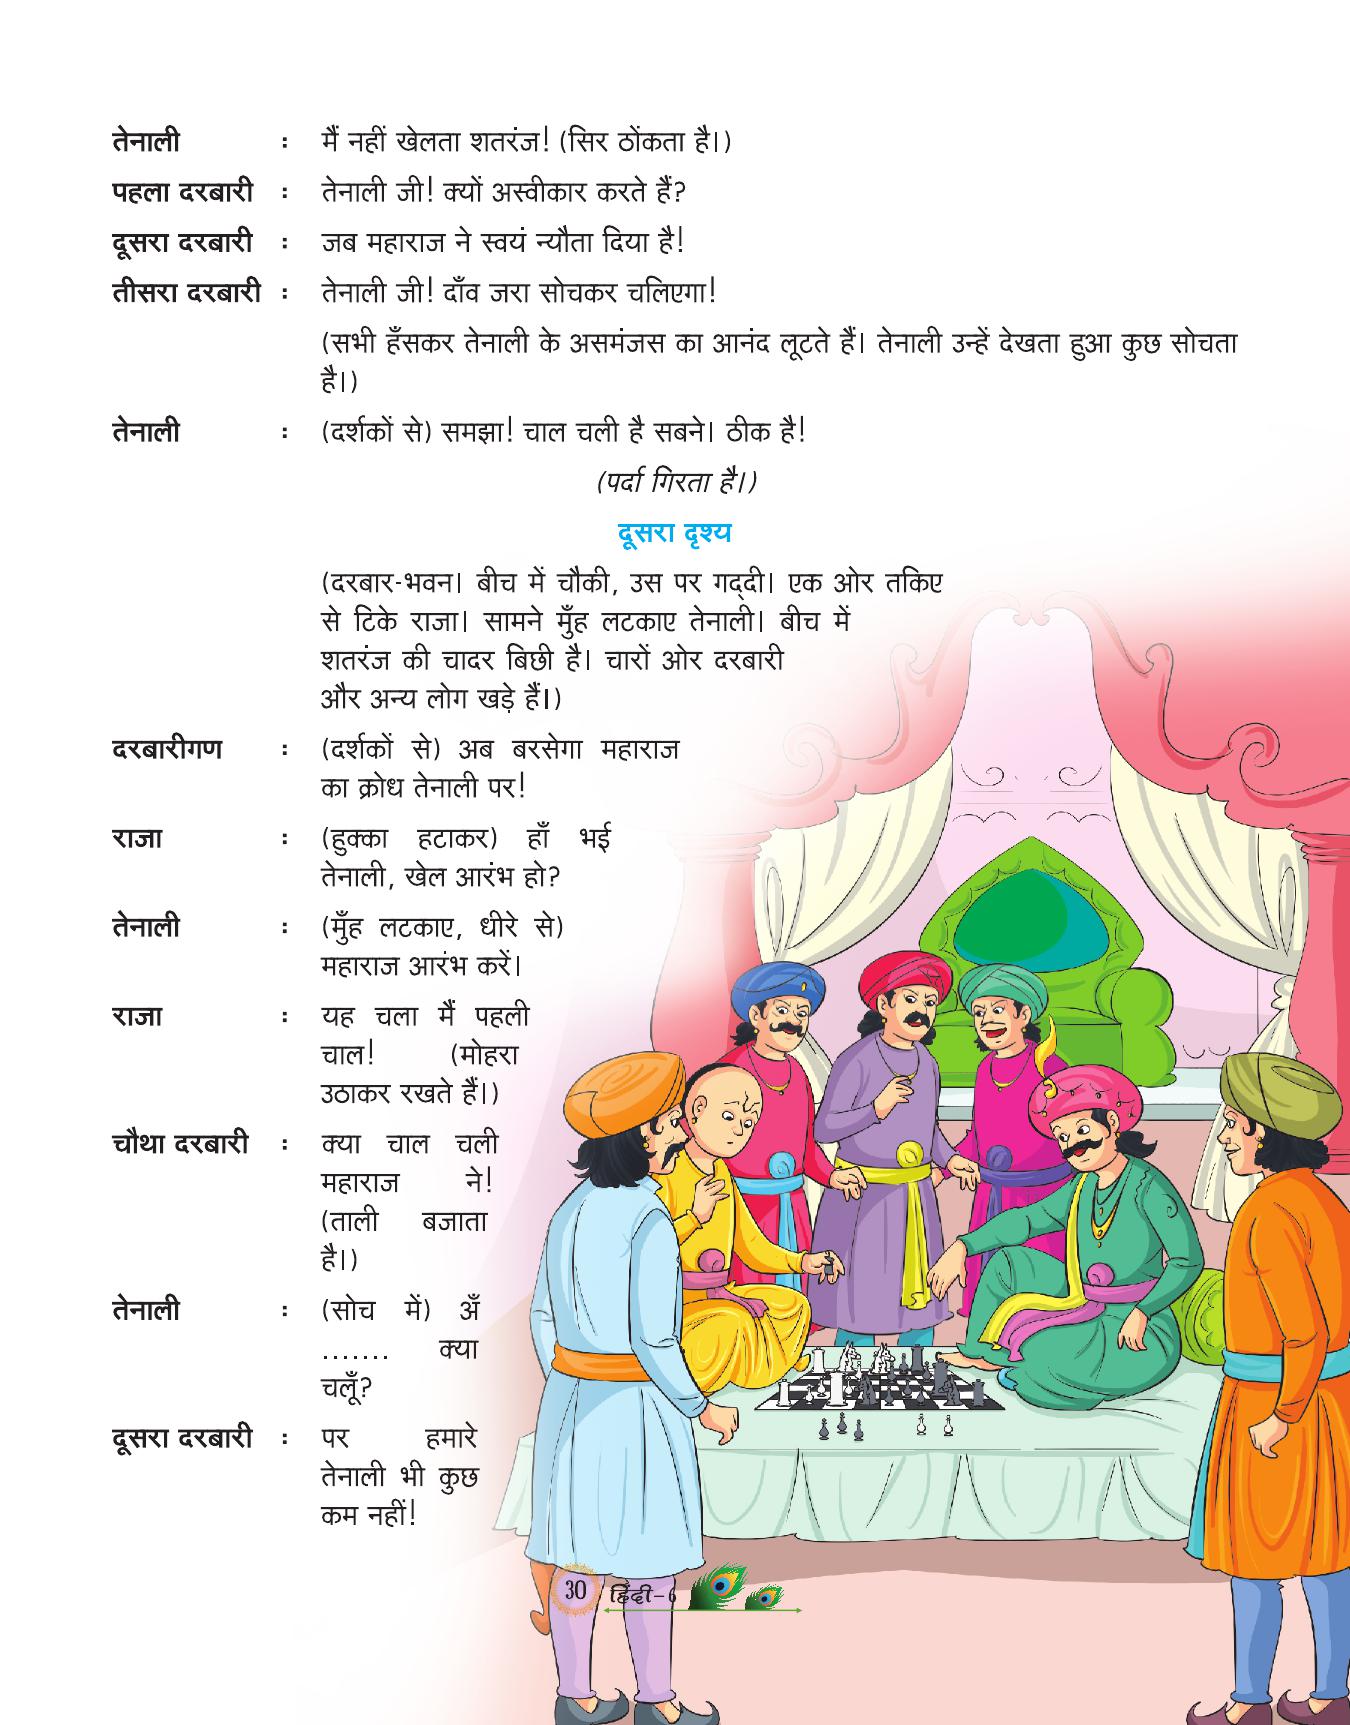 तेनाली : मैं नहीं खेलता शतरंज! (सिर ठोंकता है।)
पहला दरबारी : तेनाली जी! क्यों अस्वीकार करते हैं?
दूसरा दरबारी : जब महाराज ने स्वयं न्यौता दिया है!
तीसरा दरबारी : तेनाली जी! दाँव जरा सोचकर चलिएगा!
(सभी हँसकर तेनाली के असमंजस का आनंद लूटते हैं। तेनाली उन्हें देखता हुआ कुछ सोचता
है।)
तेनाली : (दर्शकों से) समझा! चाल चली है सबने। ठीक है!
(पर्दा गिरता है।)
दूसरा दृश्य
(दरबार-भवन। बीच में चौकी, उस पर गद्‌दी। एक ओर तकिए
से टिके राजा। सामने मुँह लटकाए तेनाली। बीच में
शतरंज की चादर बिछी है। चारों ओर दरबारी
और अन्य लोग खड़े हैं।)
दरबारीगण : (दर्शकों से) अब बरसेगा महाराज
का क्रोध तेनाली पर!
राजा : (हुक्का हटाकर) हाँ भई
तेनाली, खेल आरंभ हो?
तेनाली : (मुँह लटकाए, धीरे से)
महाराज आरंभ करें।
राजा : यह चला मैं पहली
चाल! (मोहरा
उठाकर रखते हैं।)
चौथा दरबारी : क्या चाल चली
महाराज ने!
(ताली बजाता
है।)
तेनाली : (सोच में) अँ
....... क्या
चलूँ?
दूसरा दरबारी : पर हमारे
तेनाली भी कुछ
कम नहीं!
30 हिंदी–6